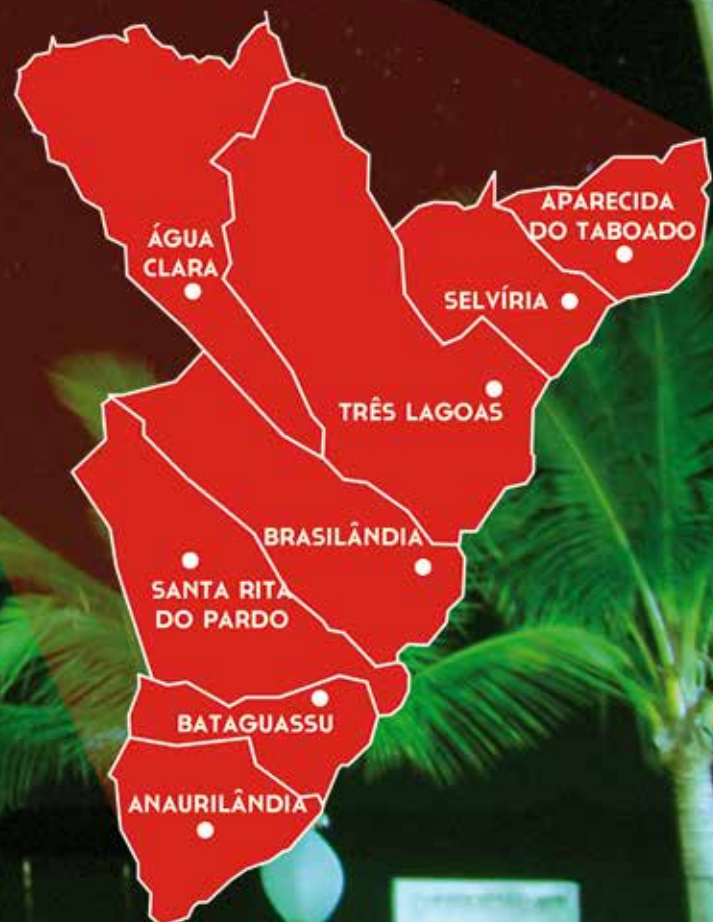 APARECIDA
DO TABOADO
ÁGUA
CLARA
SELVÍRIA
TRÊS LAGOAS
BRASILÂNDIA
SANTA RITA
DO PARDO
BATAGUASSU
ANAURILÂNDIA